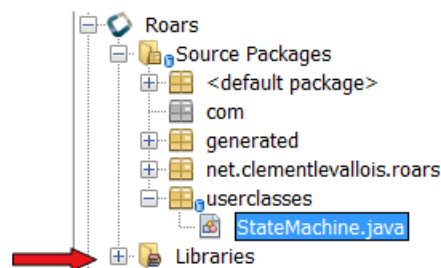 Roars
Source Packages
<default package>
com
generated
net.clementlevallois.roars
userclasses
StateMachine.java
Libraries